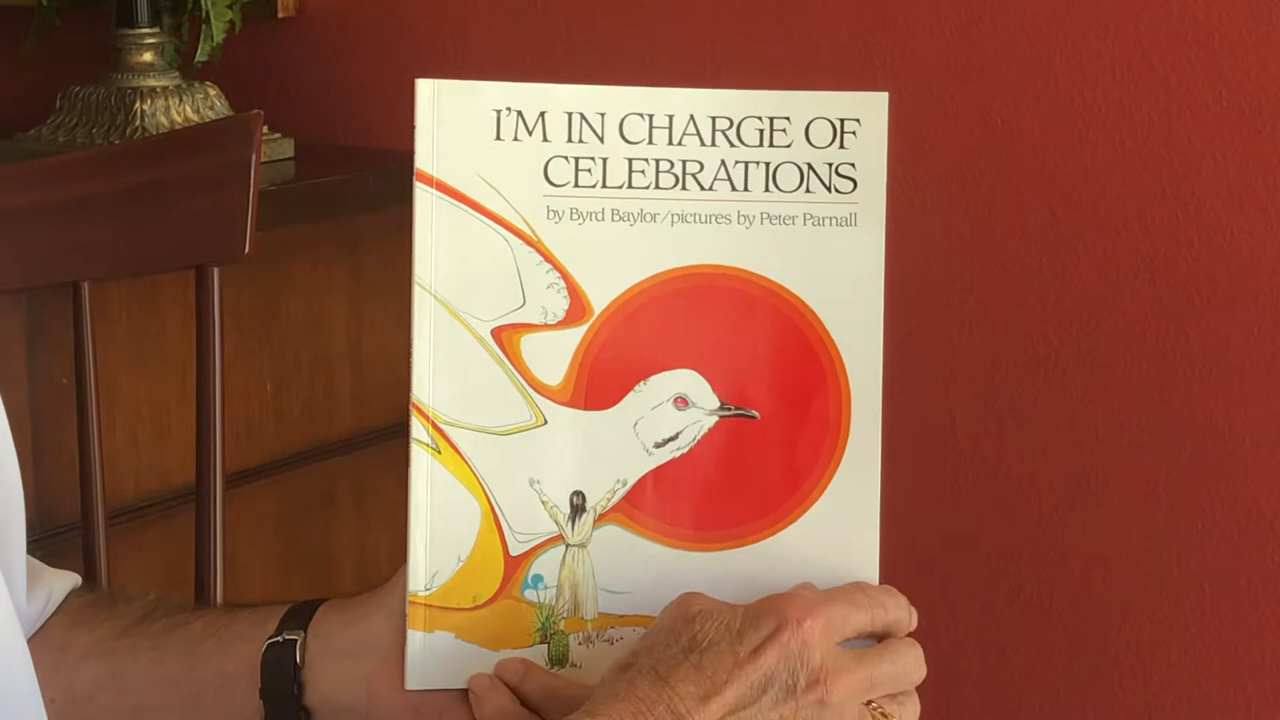 I'M IN CHARGE OF
CELEBRATIONS
by Byrd Baylor/pictures by Peter Parnall